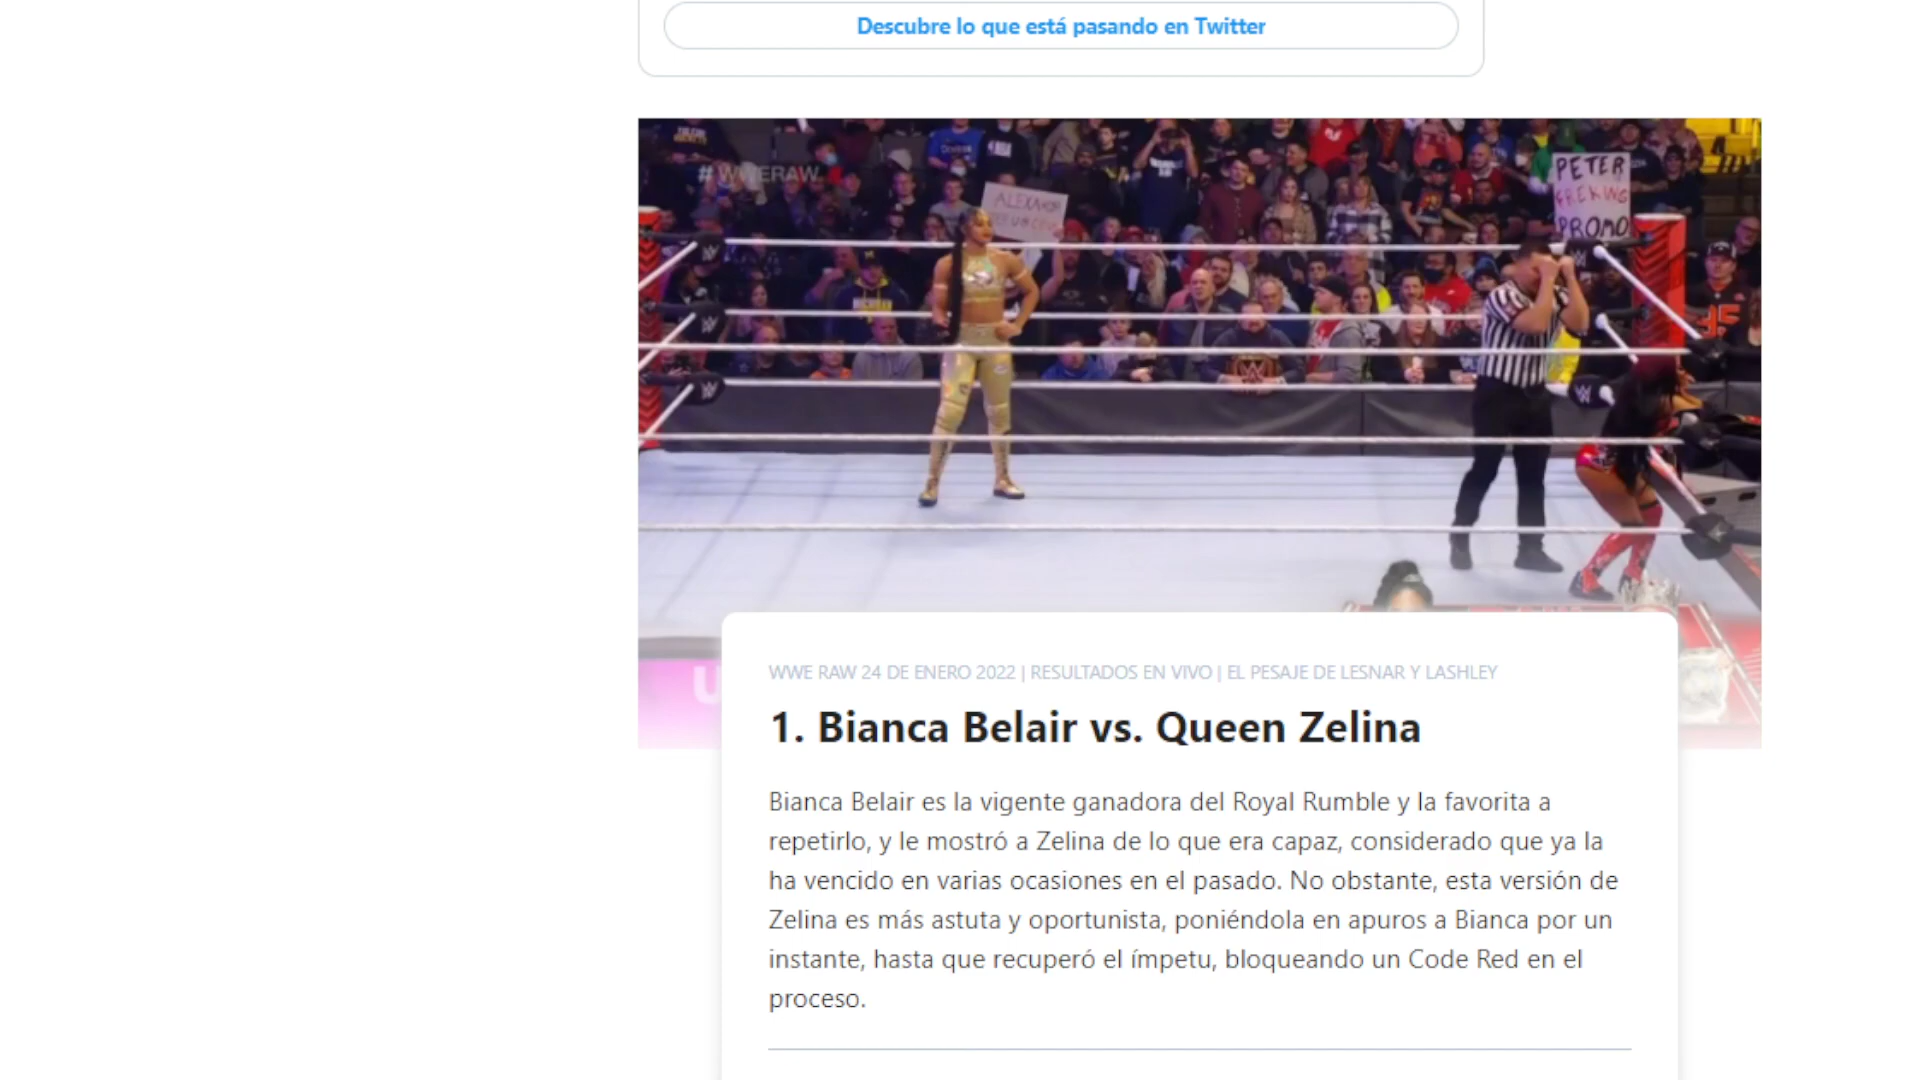 Descubre lo que está pasando en Twitter
#WWERAW
PETER
PROMO
WWE RAW 24 DE ENERO 2022 | RESULTADOS EN VIVO | EL PESAJE DE LESNAR Y LASHLEY
1. Bianca Belair vs. Queen Zelina
Bianca Belair es la vigente ganadora del Royal Rumble y la favorita a
repetirlo, y le mostró a Zelina de lo que era capaz, considerado que ya la
ha vencido en varias ocasiones en el pasado. No obstante, esta versión de
Zelina es más astuta y oportunista, poniéndola en apuros a Bianca por un
instante, hasta que recuperó el ímpetu, bloqueando un Code Red en el
proceso.